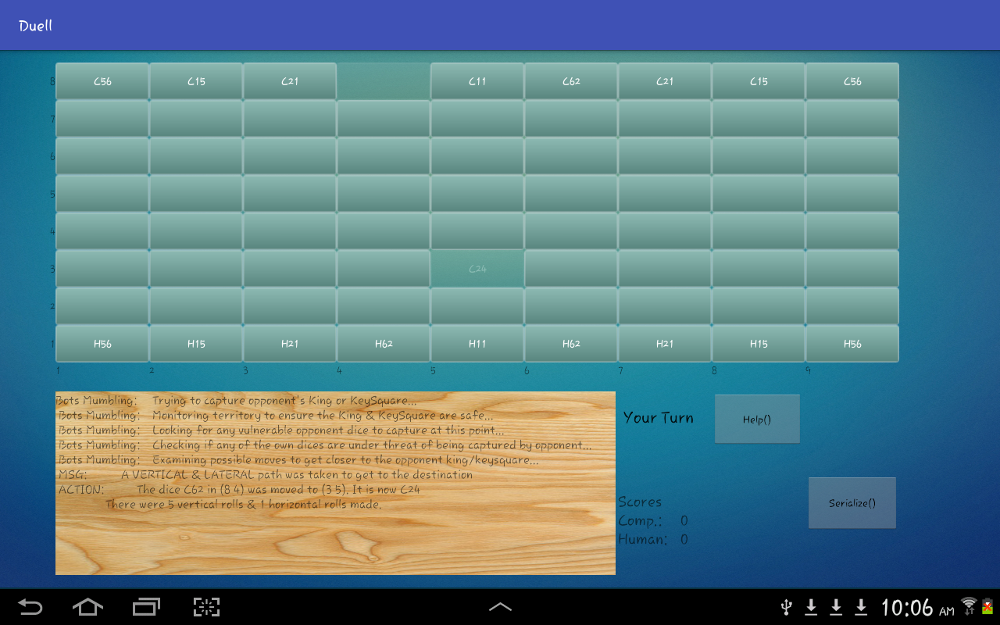 Duell
8 C56 C15 C21 C11 C62 C21 C15 C56
7
6
5
4
3 C24
2
1 H56 H15 H21 H62 H11 H62 H21 H15 H56
1 2 3 4 5 6 7 8 9
Bots Mumbling: Trying to capture opponent's King or KeySquare...
Bots Mumbling: Monitoring territory to ensure the King & KeySquare are safe...
Bots Mumbling: Looking for any vulnerable opponent dice to capture at this point...
Bots Mumbling: Checking if any of the own dices are under threat of being captured by opponent...
Bots Mumbling: Examining possible moves to get closer to the opponent king/keysquare...
MSG: A VERTICAL & LATERAL path was taken to get to the destination
ACTION: The dice C62 in (8 4) was moved to (3 5). It is now C24
There were 5 vertical rolls & 1 horizontal rolls made.
Your Turn
Help()
Scores
Comp.: 0
Human: 0
Serialize()
10:06 AM